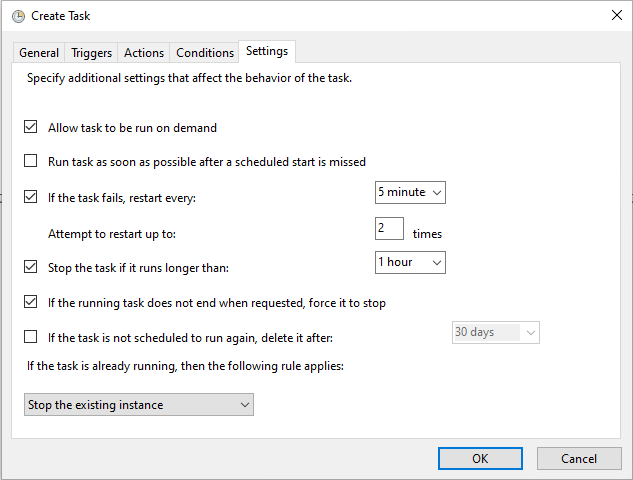 Create Task
General Triggers Actions Conditions Settings
Specify additional settings that affect the behavior of the task.
Allow task to be run on demand
Run task as soon as possible after a scheduled start is missed
If the task fails, restart every: 5 minute
Attempt to restart up to: 2 times
Stop the task if it runs longer than: 1 hour
If the running task does not end when requested, force it to stop
If the task is not scheduled to run again, delete it after: 30 days
If the task is already running, then the following rule applies:
Stop the existing instance
OK Cancel